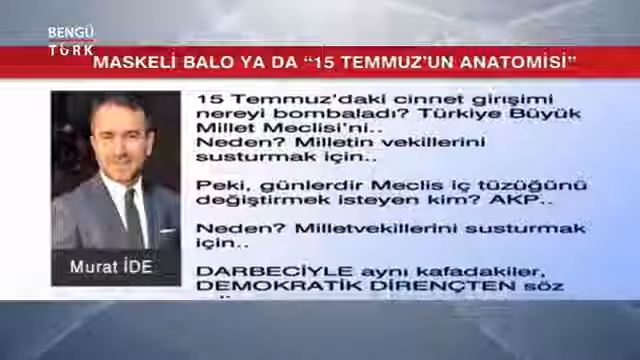 BENGÜ
TÜRK
MASKELİ BALO YA DA “15 TEMMUZ’UN ANATOMİSİ”
15 Temmuz’daki cinnet girişimi
nereyi bombaladı? Türkiye Büyük
Millet Meclisi’ni..
Neden? Milletin vekillerini
susturmak için..
Peki, günlerdir Meclis iç tüzüğünü
değiştirmek isteyen kim? AKP..
Neden? Milletvekillerini susturmak
için..
DARBECİYLE aynı kafadakiler,
DEMOKRATİK DİRENÇTEN söz
Murat İDE